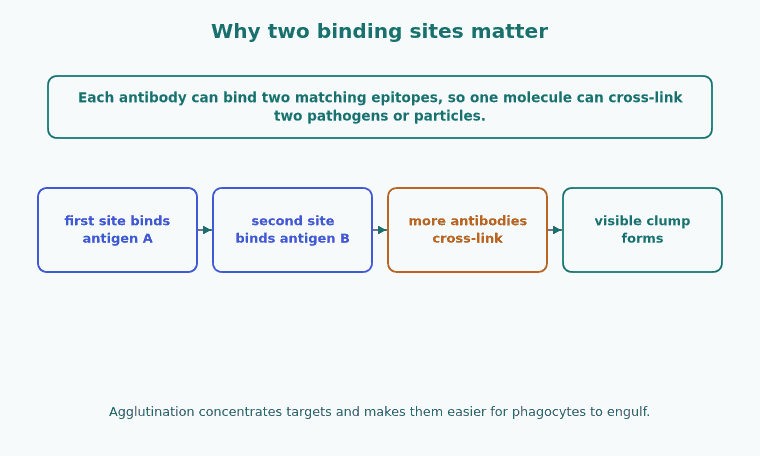 Why two binding sites matter
Each antibody can bind two matching epitopes, so one molecule can cross-link
two pathogens or particles.
first site binds
antigen A
second site
binds antigen B
more antibodies
cross-link
visible clump
forms
Agglutination concentrates targets and makes them easier for phagocytes to engulf.